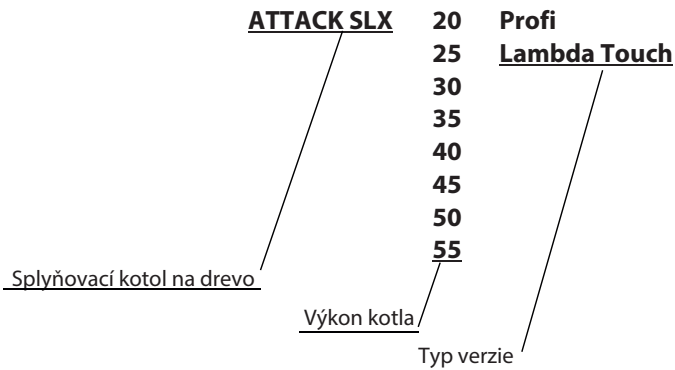 ATTACK SLX 20 Profi
25 Lambda Touch
30
35
40
45
50
55
Splyňovací kotol na drevo
Výkon kotla
Typ verzie